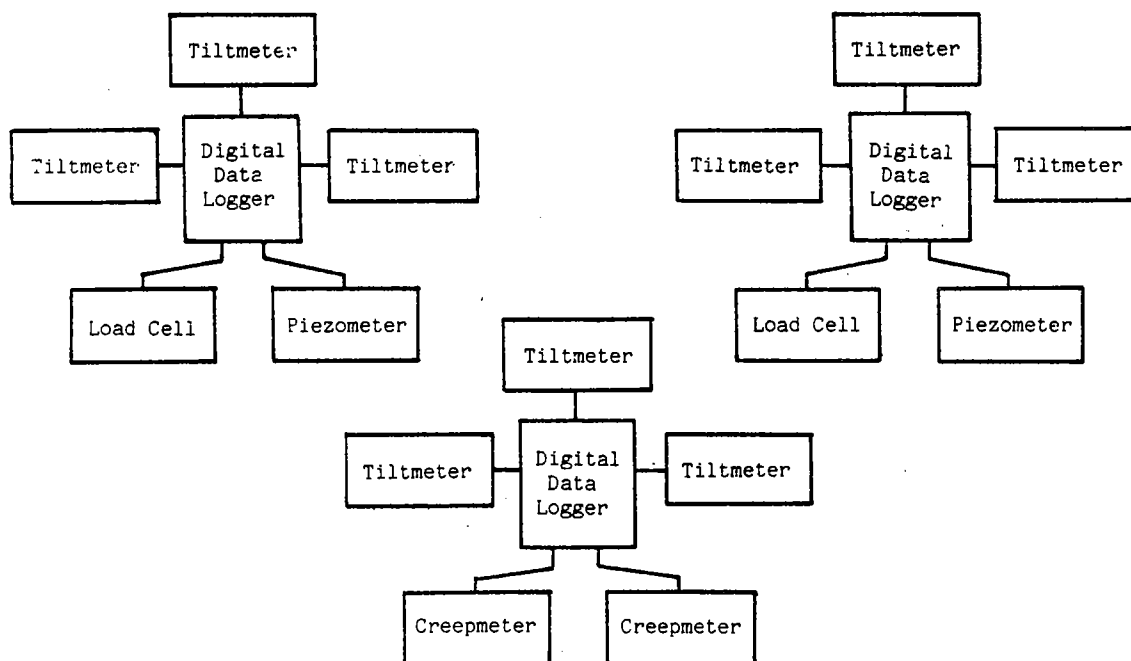 Tiltmeter
Tiltmeter
Digital
Data
Logger
Tiltmeter
Load Cell
Piezometer
Tiltmeter
Tiltmeter
Digital
Data
Logger
Tiltmeter
Load Cell
Piezometer
Tiltmeter
Tiltmeter
Digital
Data
Logger
Tiltmeter
Creepmeter
Creepmeter